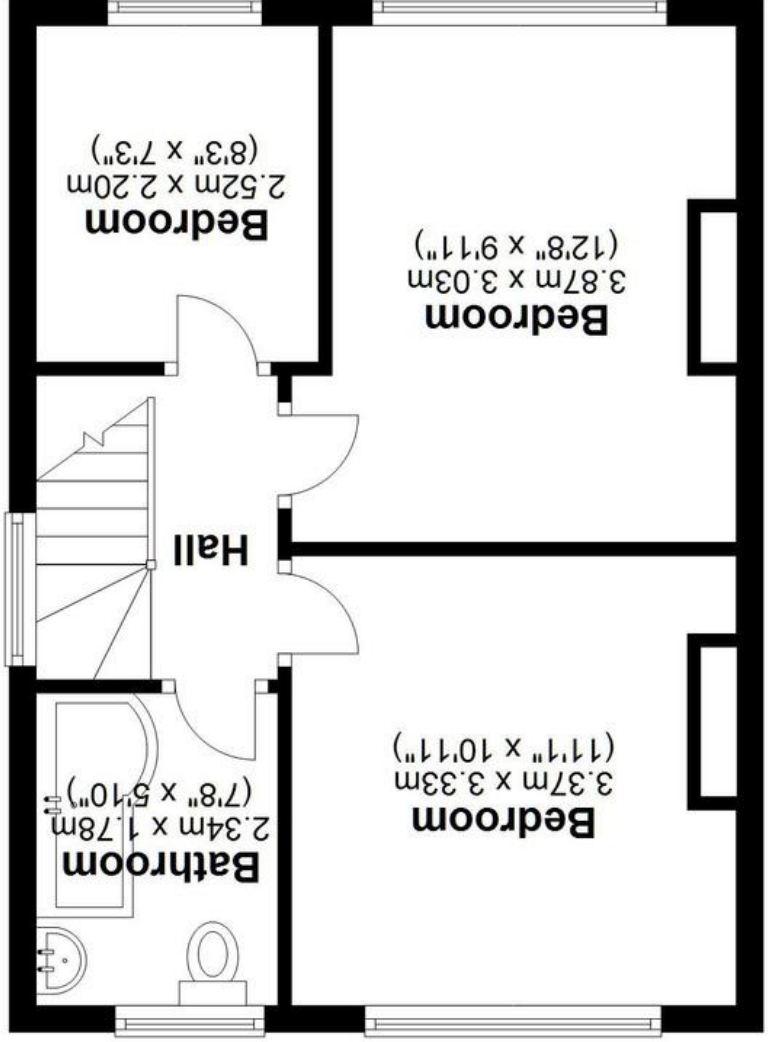 Bathroom
2.34m x 1.78m
(7'8" x 5'10")
Bedroom
3.37m x 3.33m
(11'1" x 10'11")
Hall
Bedroom
3.87m x 3.03m
(12'8" x 9'11")
Bedroom
2.52m x 2.20m
(8'3" x 7'3")